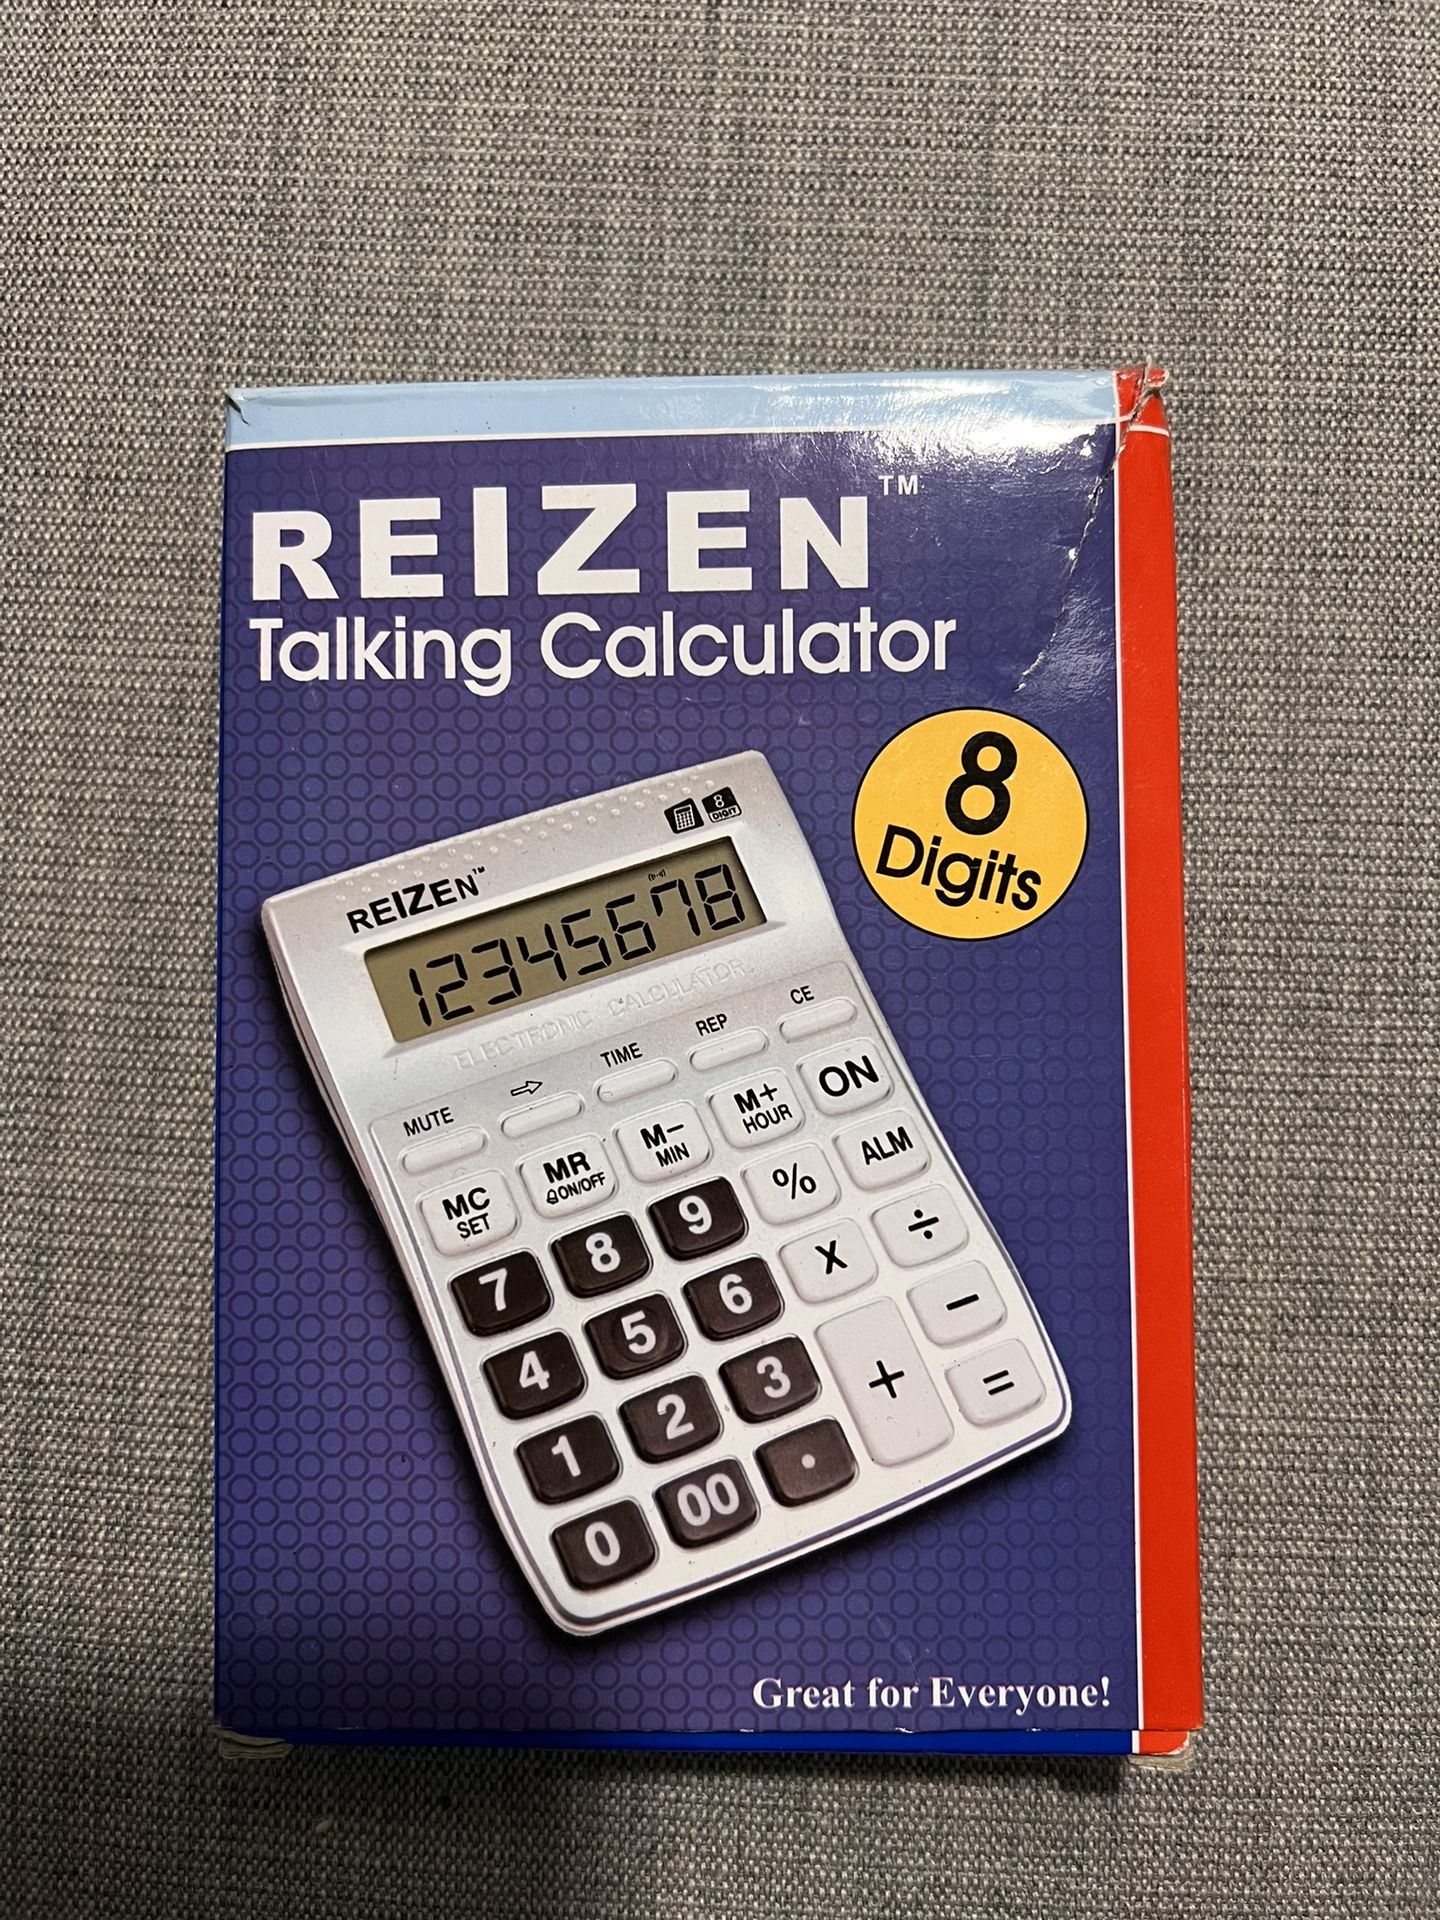 REIZEN™
Talking Calculator
8
Digits
8
DIGIT
REIZEN™
12345678
ELECTRONIC CALCULATOR
MUTE ⇨ TIME REP CE
MC SET
MR ON/OFF
M− MIN
M+ HOUR
ON
7 8 9 % ALM
4 5 6 X ÷
1 2 3 + −
0 00 . =
Great for Everyone!